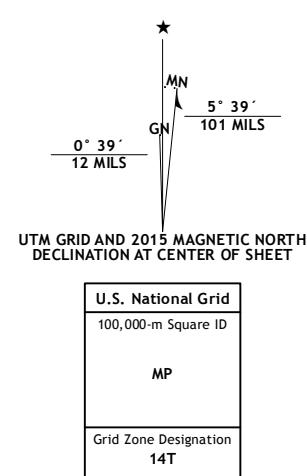 ★
MN
GN
5° 39´
101 MILS
0° 39´
12 MILS
UTM GRID AND 2015 MAGNETIC NORTH
DECLINATION AT CENTER OF SHEET
U.S. National Grid
100,000-m Square ID
MP
Grid Zone Designation
14T